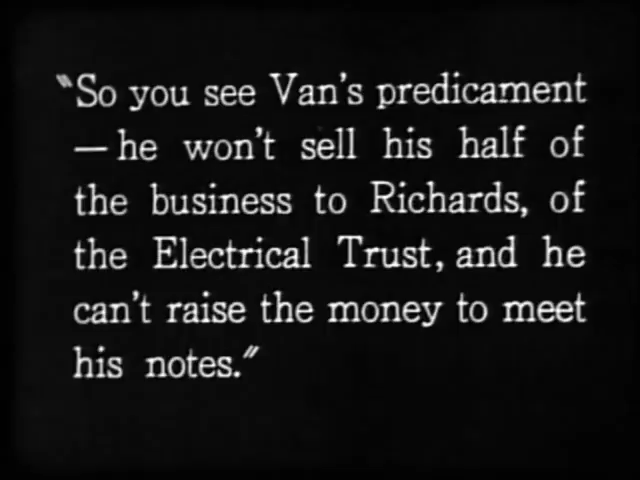 "So you see Van's predicament
— he won't sell his half of
the business to Richards, of
the Electrical Trust, and he
can't raise the money to meet
his notes."